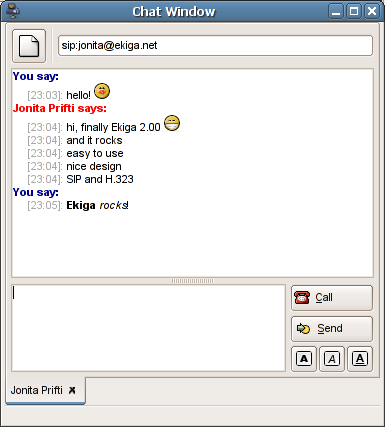 Chat Window
sip:jonita@ekiga.net
You say:
[23:03]: hello!
Jonita Prifti says:
[23:04]: hi, finally Ekiga 2.00
[23:04]: and it rocks
[23:04]: easy to use
[23:04]: nice design
[23:04]: SIP and H.323
You say:
[23:05]: Ekiga rocks!
Call
Send
A A A
Jonita Prifti